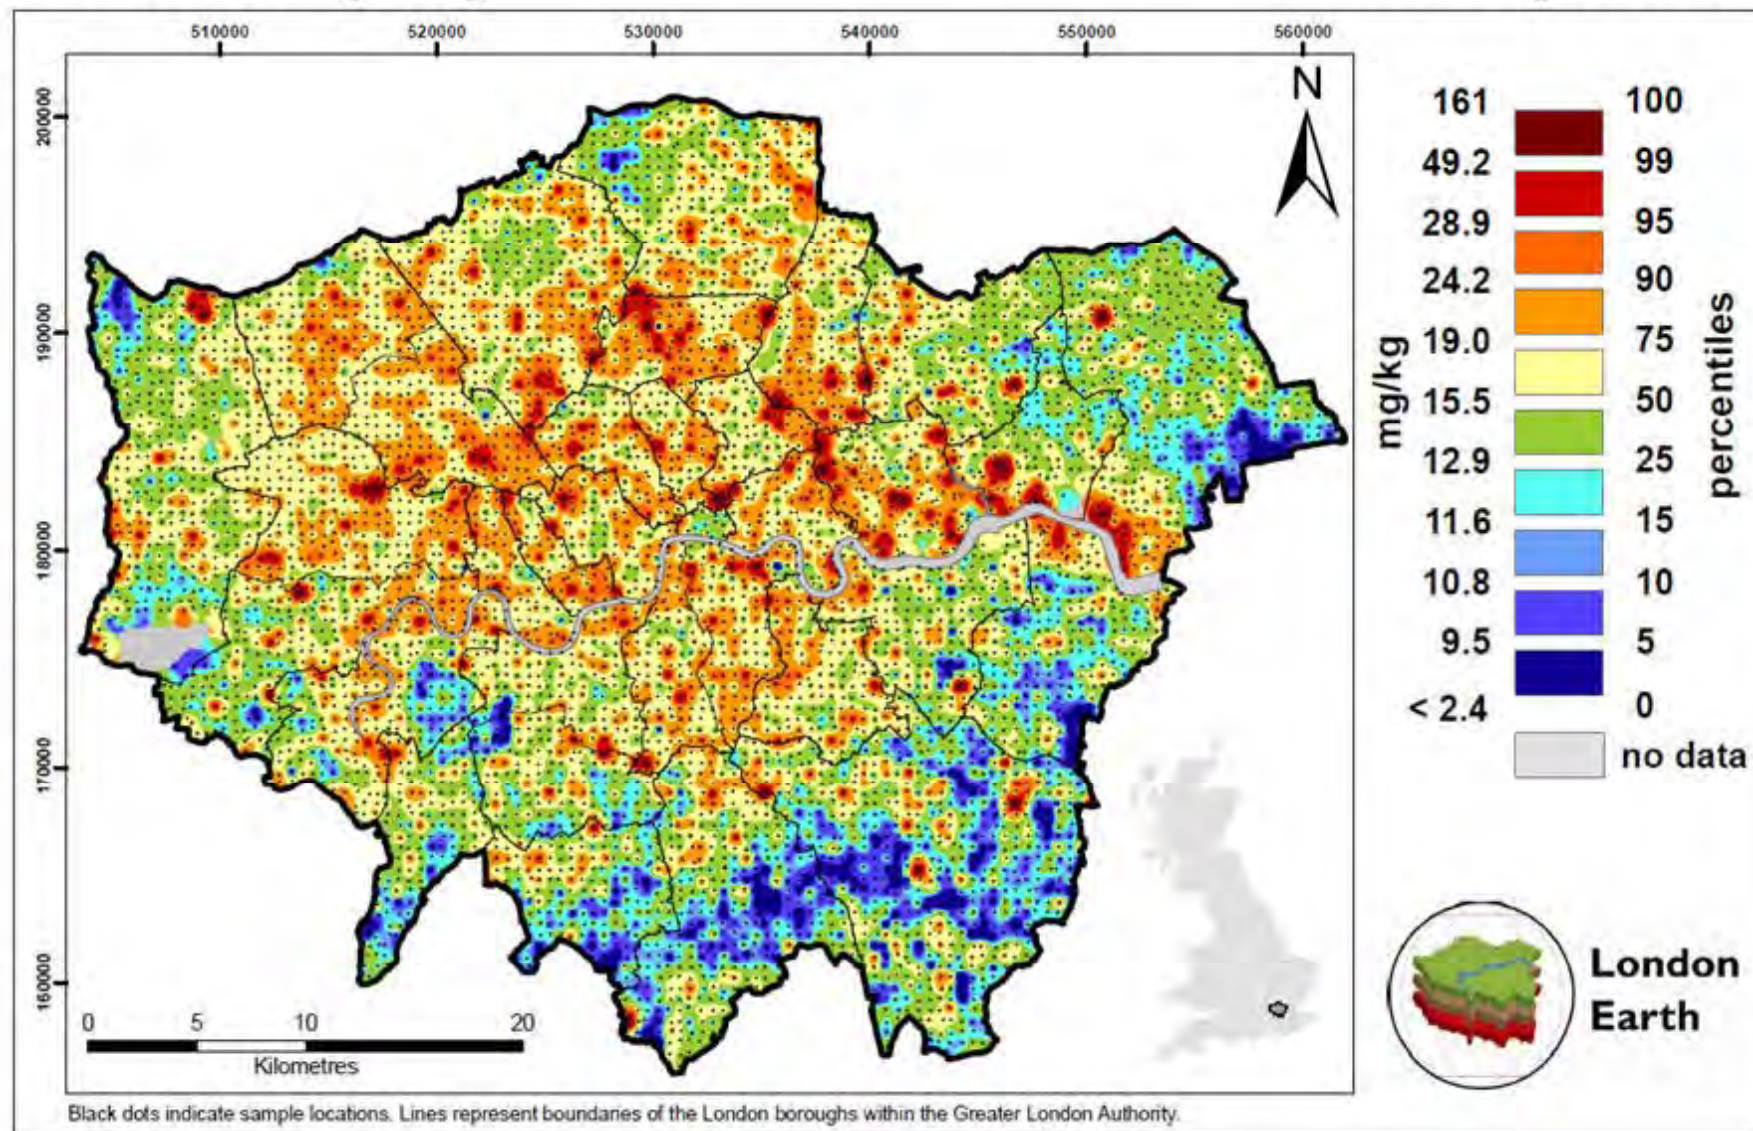 510000 520000 530000 540000 550000 560000
200000
190000
180000
170000
160000
N
161 100
49.2 99
28.9 95
24.2 90
19.0 75
15.5 50
12.9 25
11.6 15
10.8 10
9.5 5
< 2.4 0
mg/kg
percentiles
no data
London
Earth
0 5 10 20
Kilometres
Black dots indicate sample locations. Lines represent boundaries of the London boroughs within the Greater London Authority.